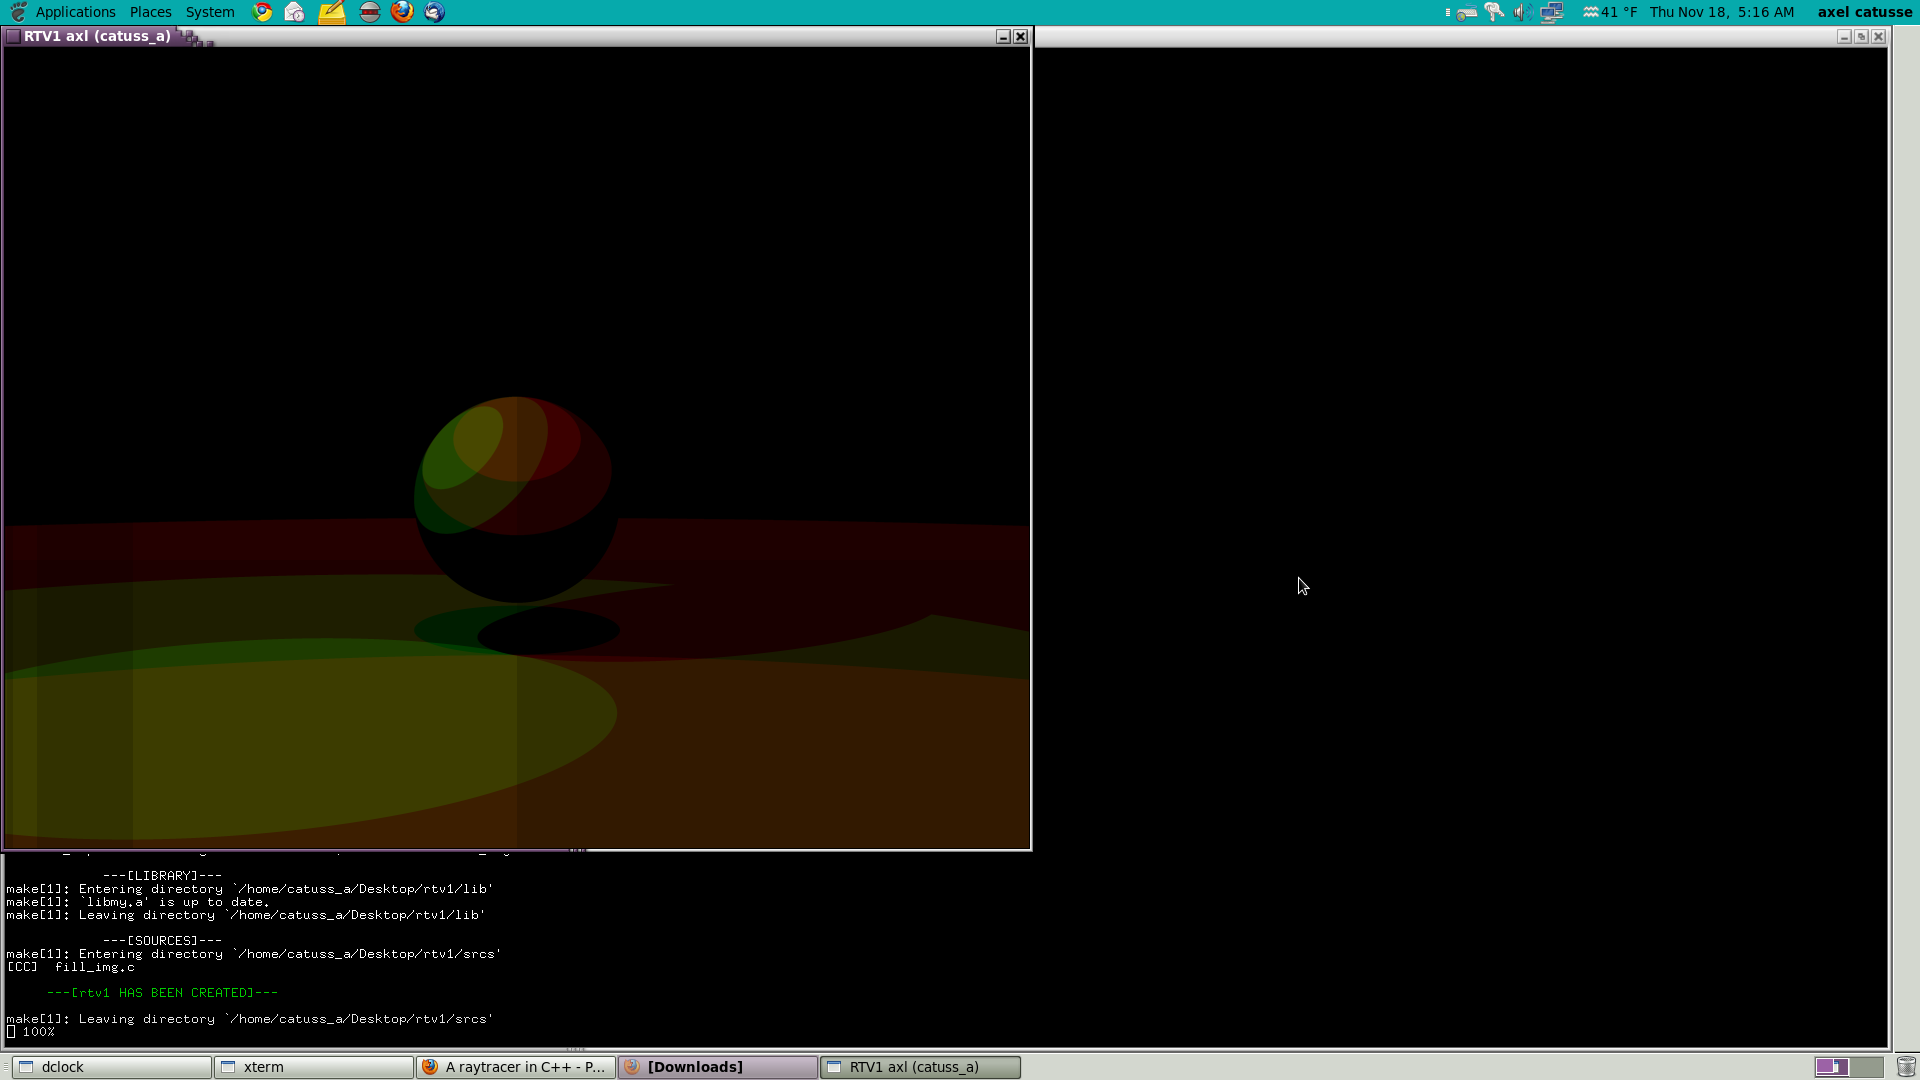 Applications Places System
41 °F Thu Nov 18, 5:16 AM axel catusse
RTV1 axl (catuss_a)
---[LIBRARY]---
make[1]: Entering directory `/home/catuss_a/Desktop/rtv1/lib'
make[1]: `libmy.a' is up to date.
make[1]: Leaving directory `/home/catuss_a/Desktop/rtv1/lib'
---[SOURCES]---
make[1]: Entering directory `/home/catuss_a/Desktop/rtv1/srcs'
[CC] fill_img.c
---[rtv1 HAS BEEN CREATED]---
make[1]: Leaving directory `/home/catuss_a/Desktop/rtv1/srcs'
100%
dclock
xterm
A raytracer in C++ - P...
[Downloads]
RTV1 axl (catuss_a)